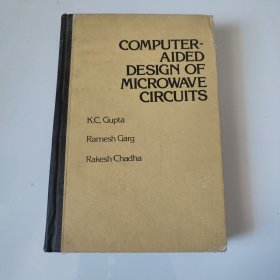 COMPUTER-
AIDED
DESIGN OF
MICROWAVE
CIRCUITS
K.C. Gupta
Ramesh Garg
Rakesh Chadha